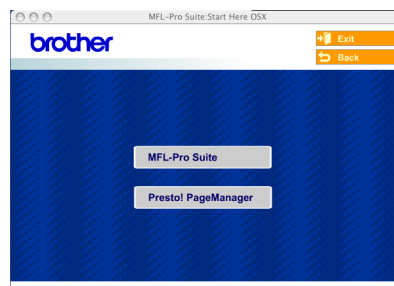 MFL-Pro Suite:Start Here OSX
brother
Exit
Back
MFL-Pro Suite
Presto! PageManager